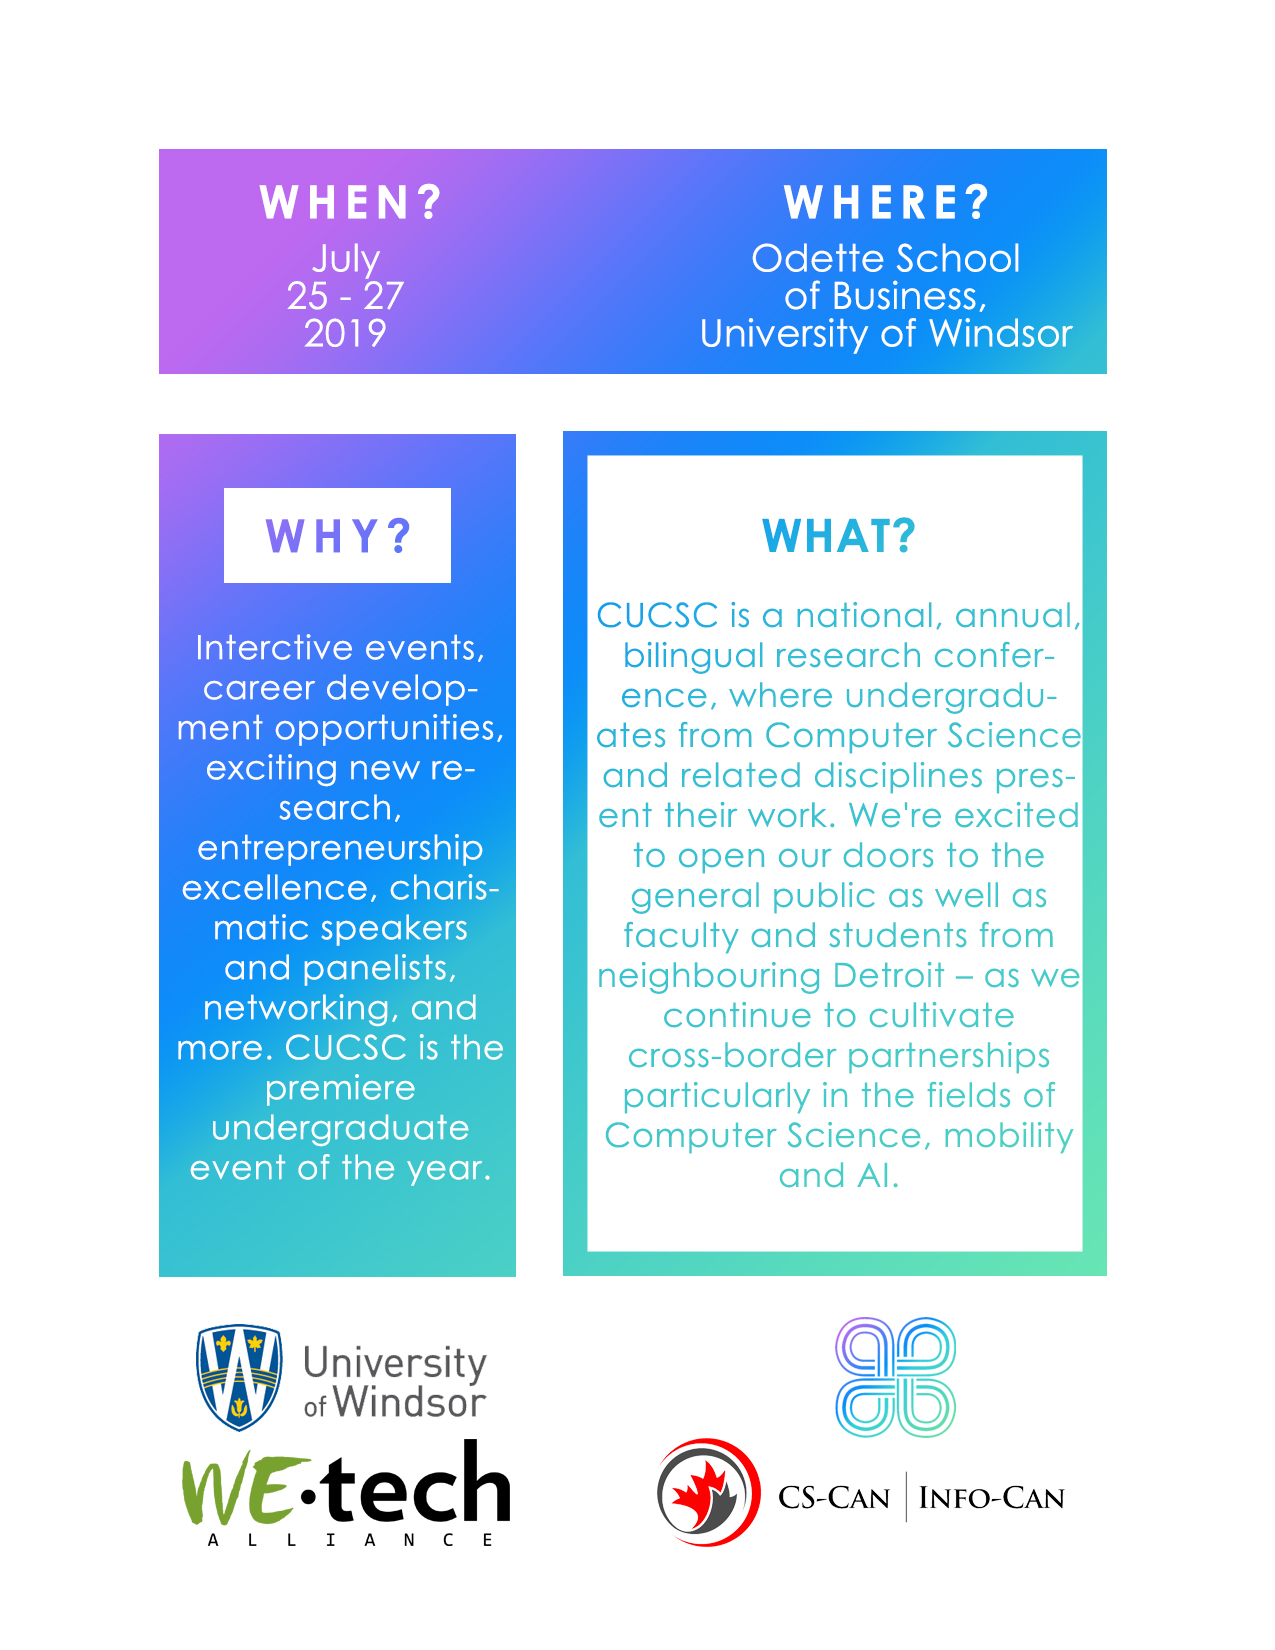 WHEN?
July
25 - 27
2019
WHERE?
Odette School
of Business,
University of Windsor
WHY?
Interctive events,
career develop-
ment opportunities,
exciting new re-
search,
entrepreneurship
excellence, charis-
matic speakers
and panelists,
networking, and
more. CUCSC is the
premiere
undergraduate
event of the year.
WHAT?
CUCSC is a national, annual,
bilingual research confer-
ence, where undergradu-
ates from Computer Science
and related disciplines pres-
ent their work. We're excited
to open our doors to the
general public as well as
faculty and students from
neighbouring Detroit – as we
continue to cultivate
cross-border partnerships
particularly in the fields of
Computer Science, mobility
and AI.
University
of Windsor
WE·tech
ALLIANCE
CS-CAN | INFO-CAN